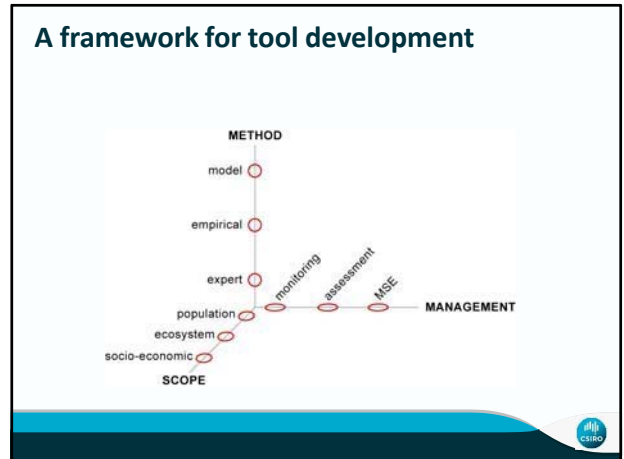 A framework for tool development
METHOD
model
empirical
expert
monitoring
assessment
MSE
MANAGEMENT
population
ecosystem
socio-economic
SCOPE
CSIRO